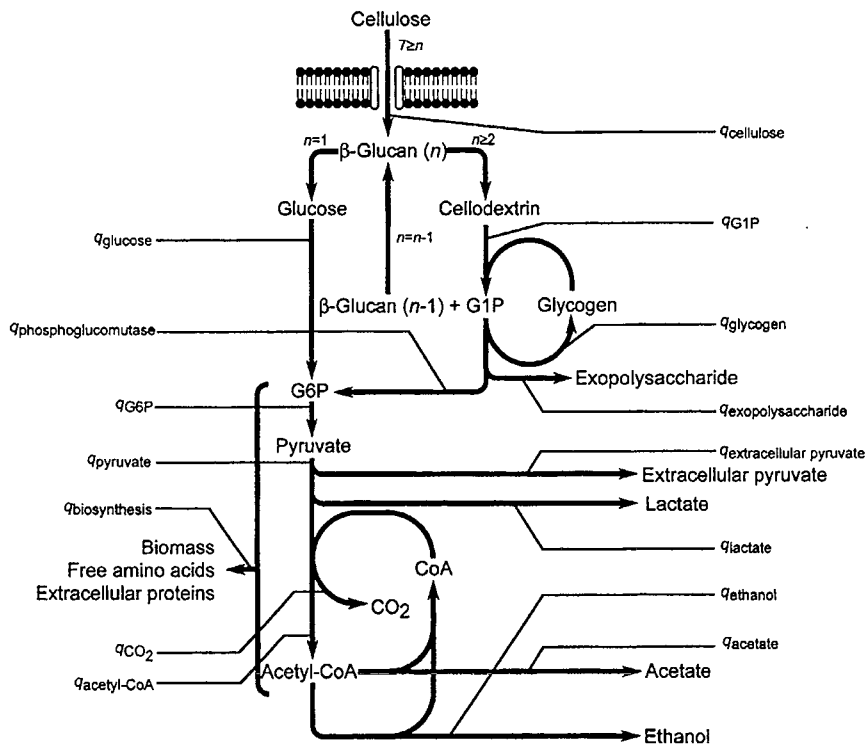 Cellulose
7≥n
qcellulose
n=1
β-Glucan (n)
n≥2
Glucose
Cellodextrin
qG1P
qglucose
n=n-1
β-Glucan (n-1) + G1P
Glycogen
qphosphoglucomutase
qglycogen
G6P
Exopolysaccharide
qG6P
qexopolysaccharide
Pyruvate
qextracellular pyruvate
qpyruvate
Extracellular pyruvate
Lactate
qbiosynthesis
Biomass
Free amino acids
Extracellular proteins
qlactate
CoA
CO2
qethanol
qCO2
qacetate
Acetyl-CoA
Acetate
qacetyl-CoA
Ethanol